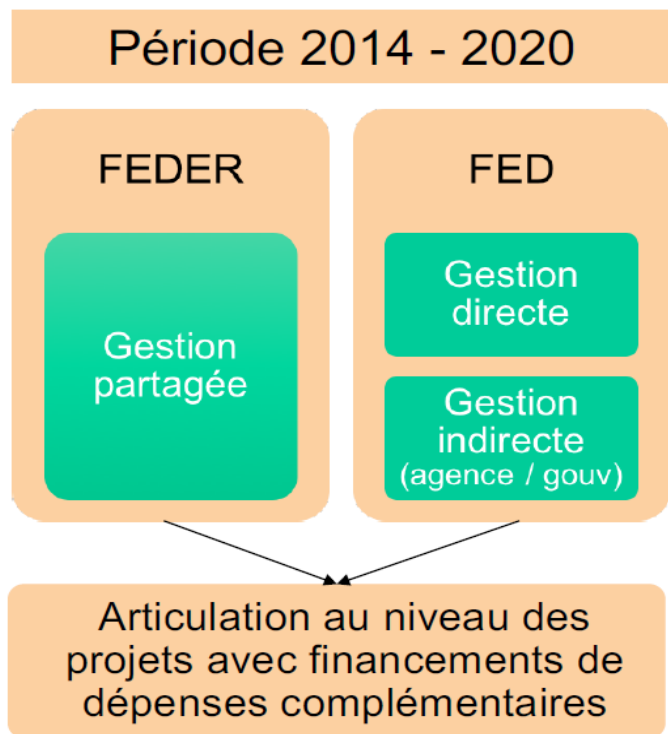 Période 2014 - 2020
FEDER
Gestion
partagée
FED
Gestion
directe
Gestion
indirecte
(agence / gouv)
Articulation au niveau des
projets avec financements de
dépenses complémentaires